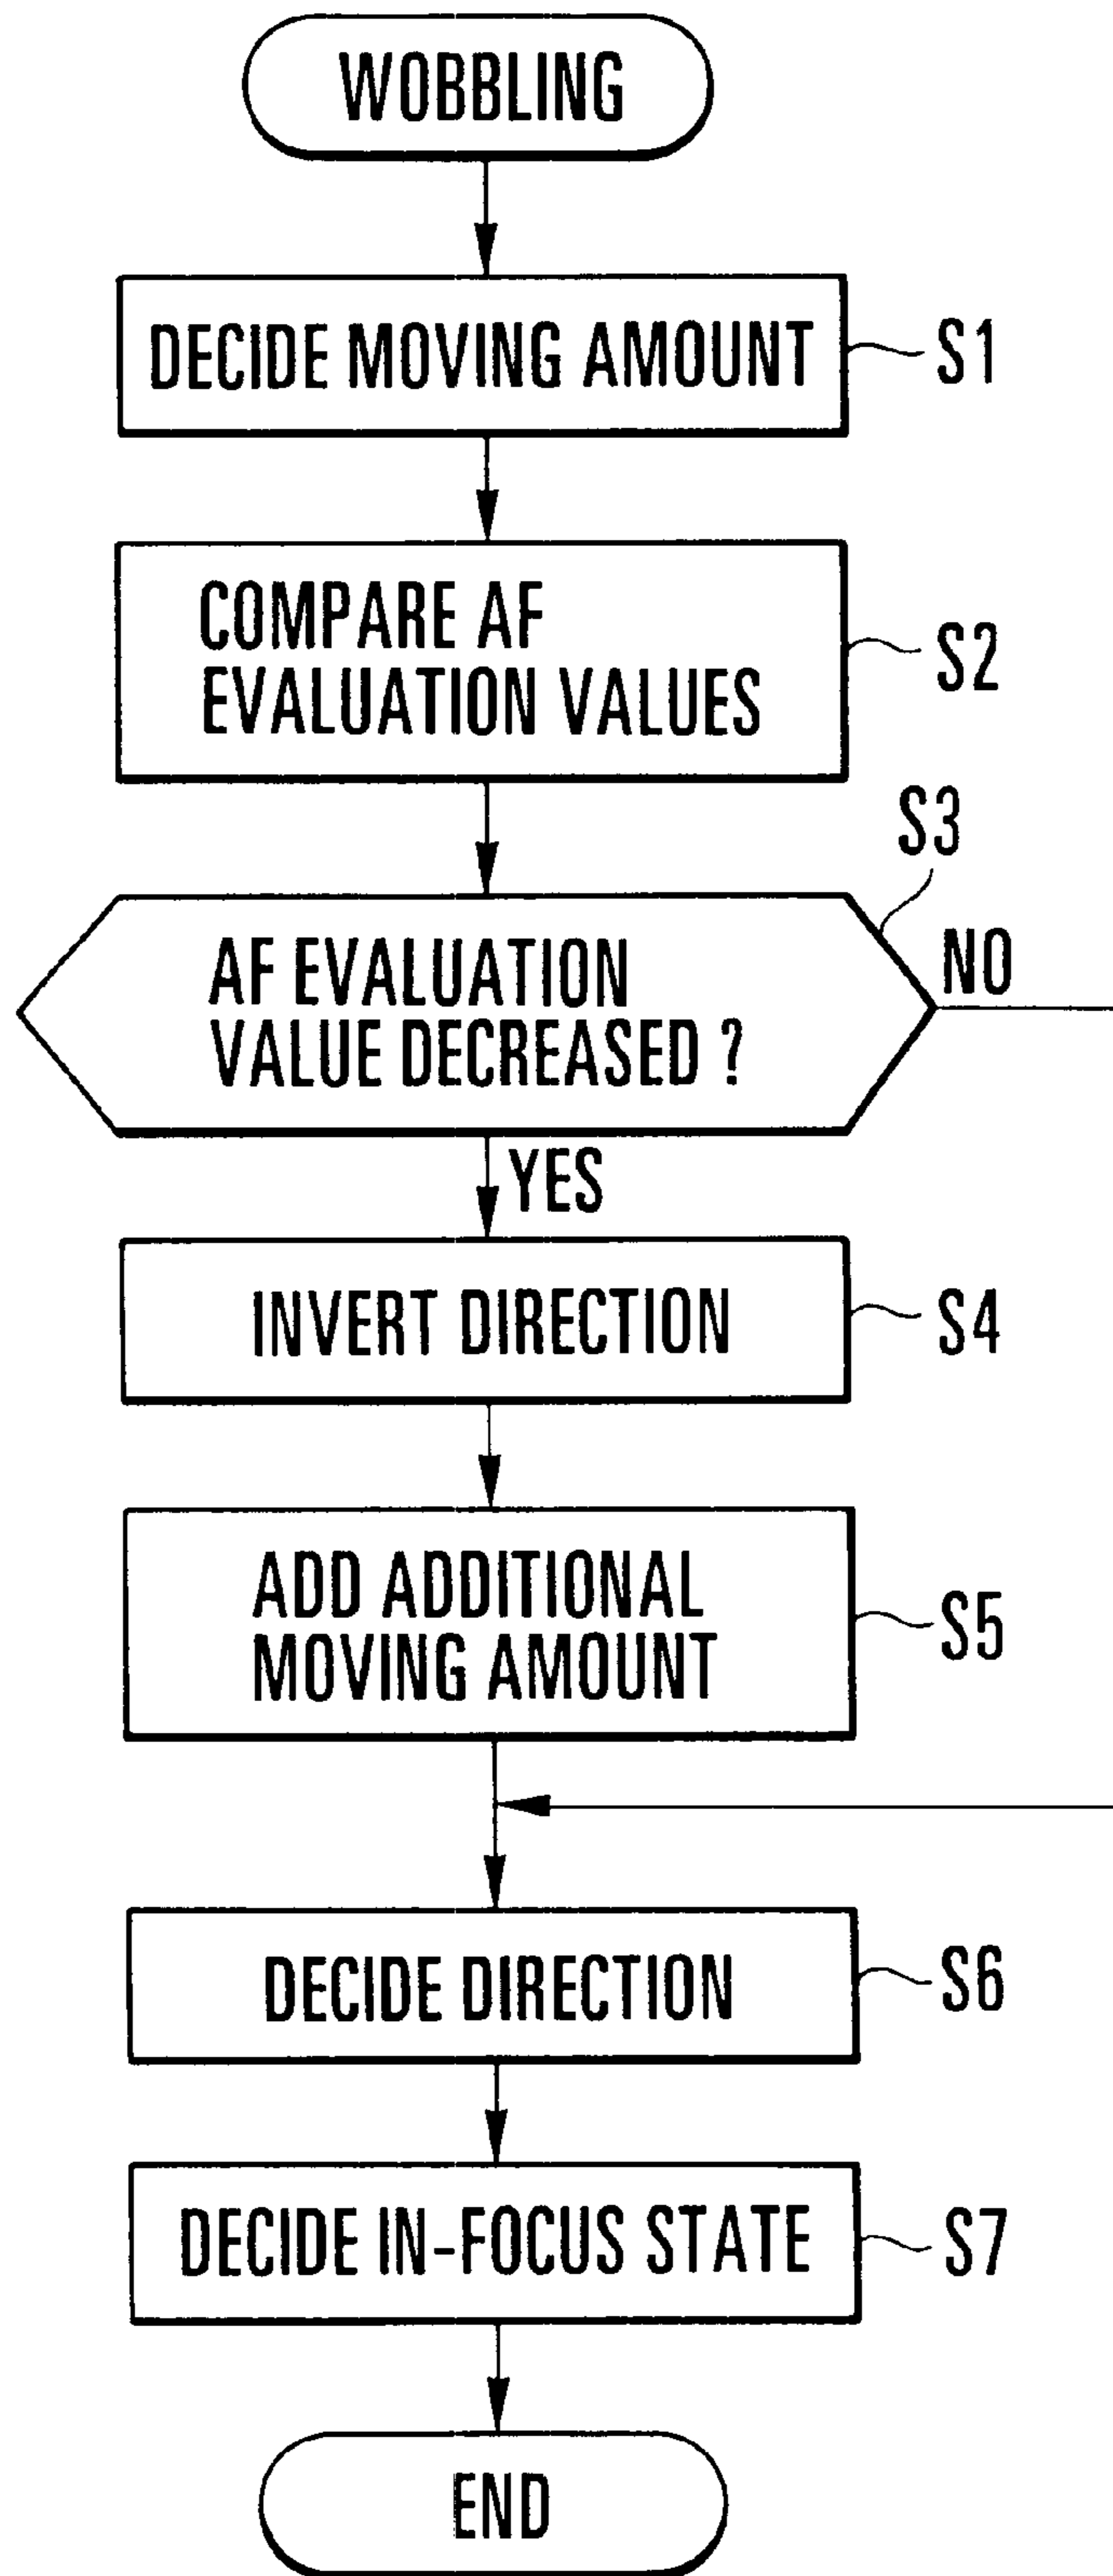 WOBBLING
DECIDE MOVING AMOUNT
S1
COMPARE AF
EVALUATION VALUES
S2
S3
AF EVALUATION
VALUE DECREASED ?
NO
YES
INVERT DIRECTION
S4
ADD ADDITIONAL
MOVING AMOUNT
S5
DECIDE DIRECTION
S6
DECIDE IN-FOCUS STATE
S7
END